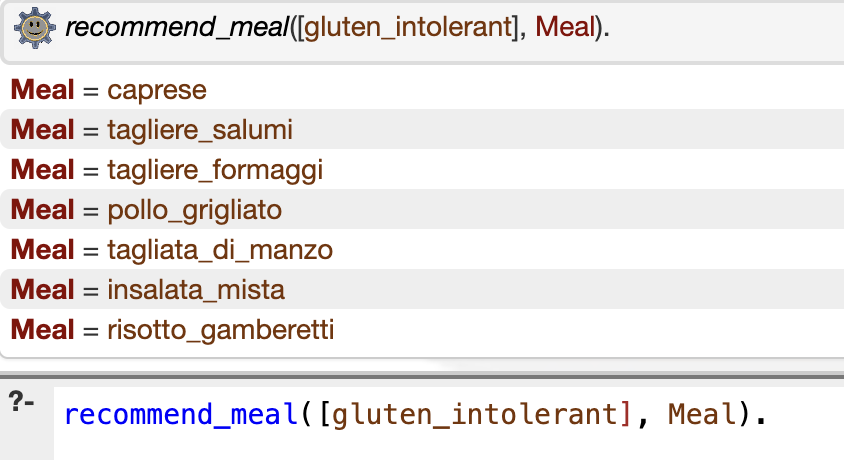 recommend_meal([gluten_intolerant], Meal).
Meal = caprese
Meal = tagliere_salumi
Meal = tagliere_formaggi
Meal = pollo_grigliato
Meal = tagliata_di_manzo
Meal = insalata_mista
Meal = risotto_gamberetti
?- recommend_meal([gluten_intolerant], Meal).